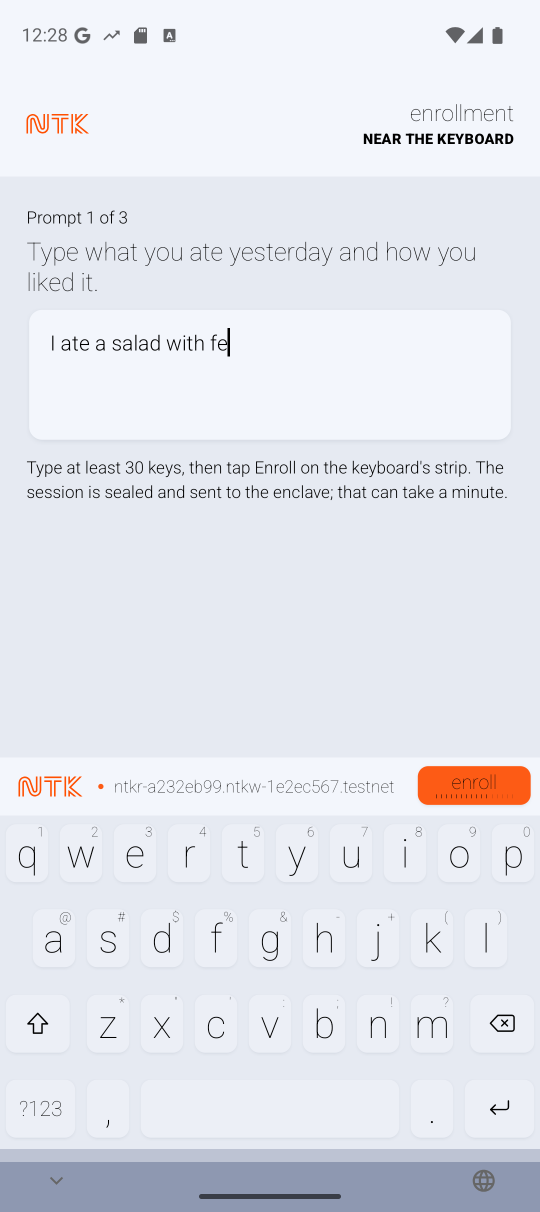 12:28
NTK
enrollment
NEAR THE KEYBOARD
Prompt 1 of 3
Type what you ate yesterday and how you
liked it.
I ate a salad with fe
Type at least 30 keys, then tap Enroll on the keyboard's strip. The
session is sealed and sent to the enclave; that can take a minute.
NTK • ntkr-a232eb99.ntkw-1e2ec567.testnet enroll
1 2 3 4 5 6 7 8 9 0
q w e r t y u i o p
@ # $ % & - + ( )
a s d f g h j k l
* " ' : ; ! ?
z x c v b n m
?123 , .